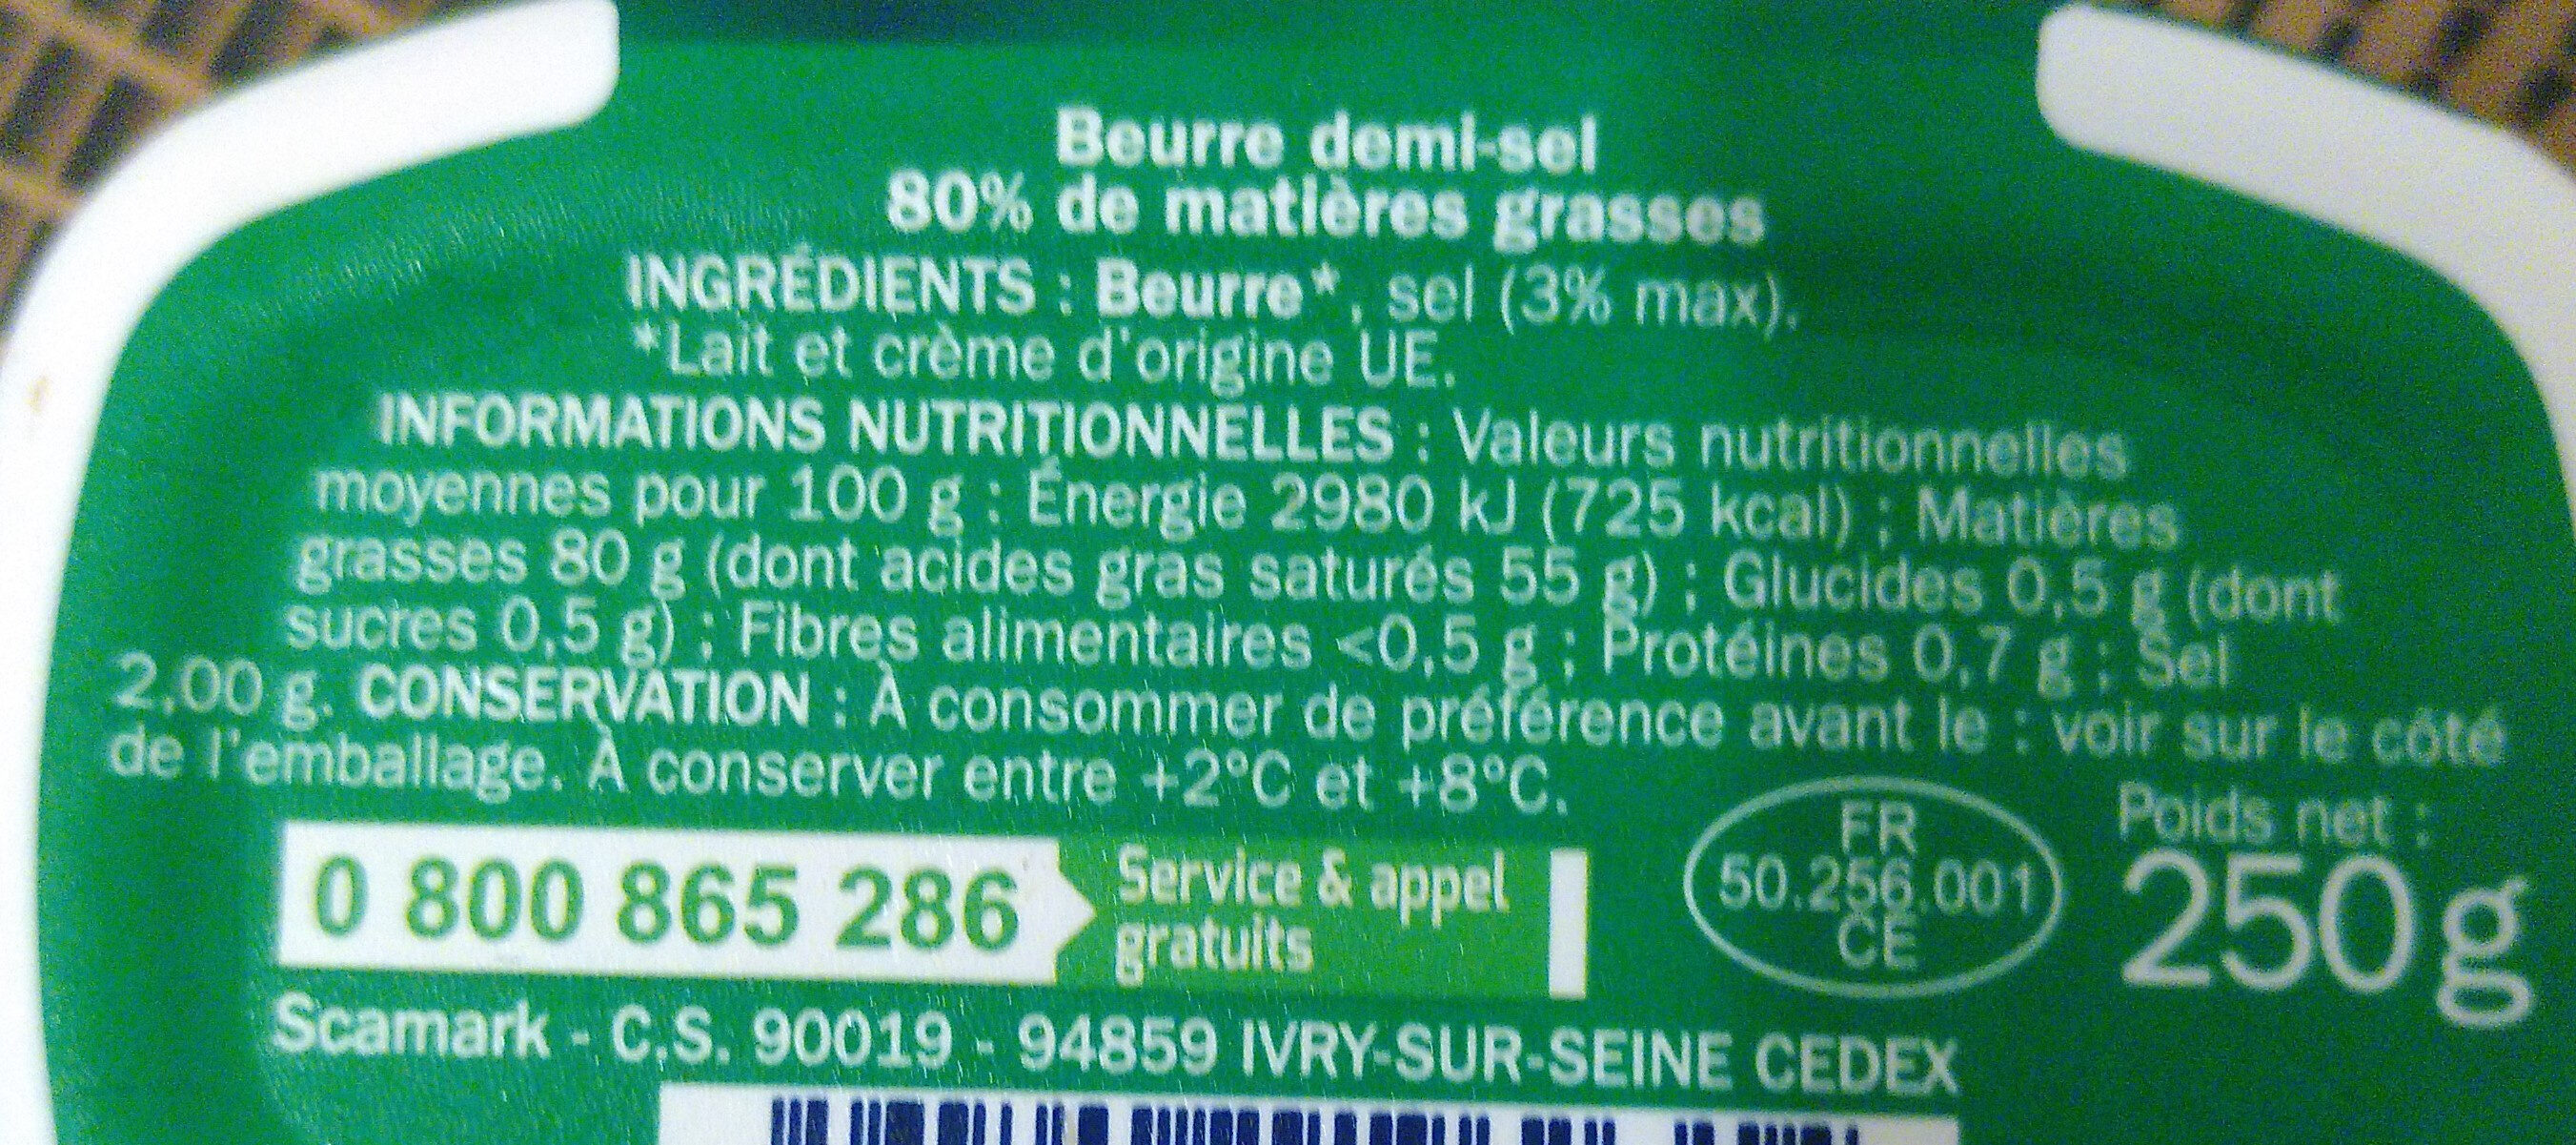 Beurre demi-sel
80% de matières grasses
INGRÉDIENTS : Beurre*, sel (3% max).
*Lait et crème d'origine UE.
INFORMATIONS NUTRITIONNELLES : Valeurs nutritionnelles
moyennes pour 100 g : Énergie 2980 kJ (725 kcal) ; Matières
grasses 80 g (dont acides gras saturés 55 g) ; Glucides 0,5 g (dont
sucres 0,5 g) ; Fibres alimentaires <0,5 g ; Protéines 0,7 g ; Sel
2,00 g. CONSERVATION : À consommer de préférence avant le : voir sur le côté
de l'emballage. À conserver entre +2°C et +8°C.
0 800 865 286
Service & appel
gratuits
FR
50.256.001
CE
Poids net :
250g
Scamark - C.S. 90019 - 94859 IVRY-SUR-SEINE CEDEX